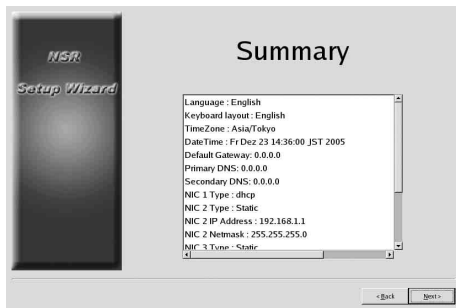 NSR
Setup Wizard
Summary
Language : English
Keyboard layout : English
TimeZone : Asia/Tokyo
DateTime : Fr Dez 23 14:36:00 JST 2005
Default Gateway: 0.0.0.0
Primary DNS: 0.0.0.0
Secondary DNS: 0.0.0.0
NIC 1 Type : dhcp
NIC 2 Type : Static
NIC 2 IP Address : 192.168.1.1
NIC 2 Netmask : 255.255.255.0
NIC 3 Type : Static
< Back
Next >